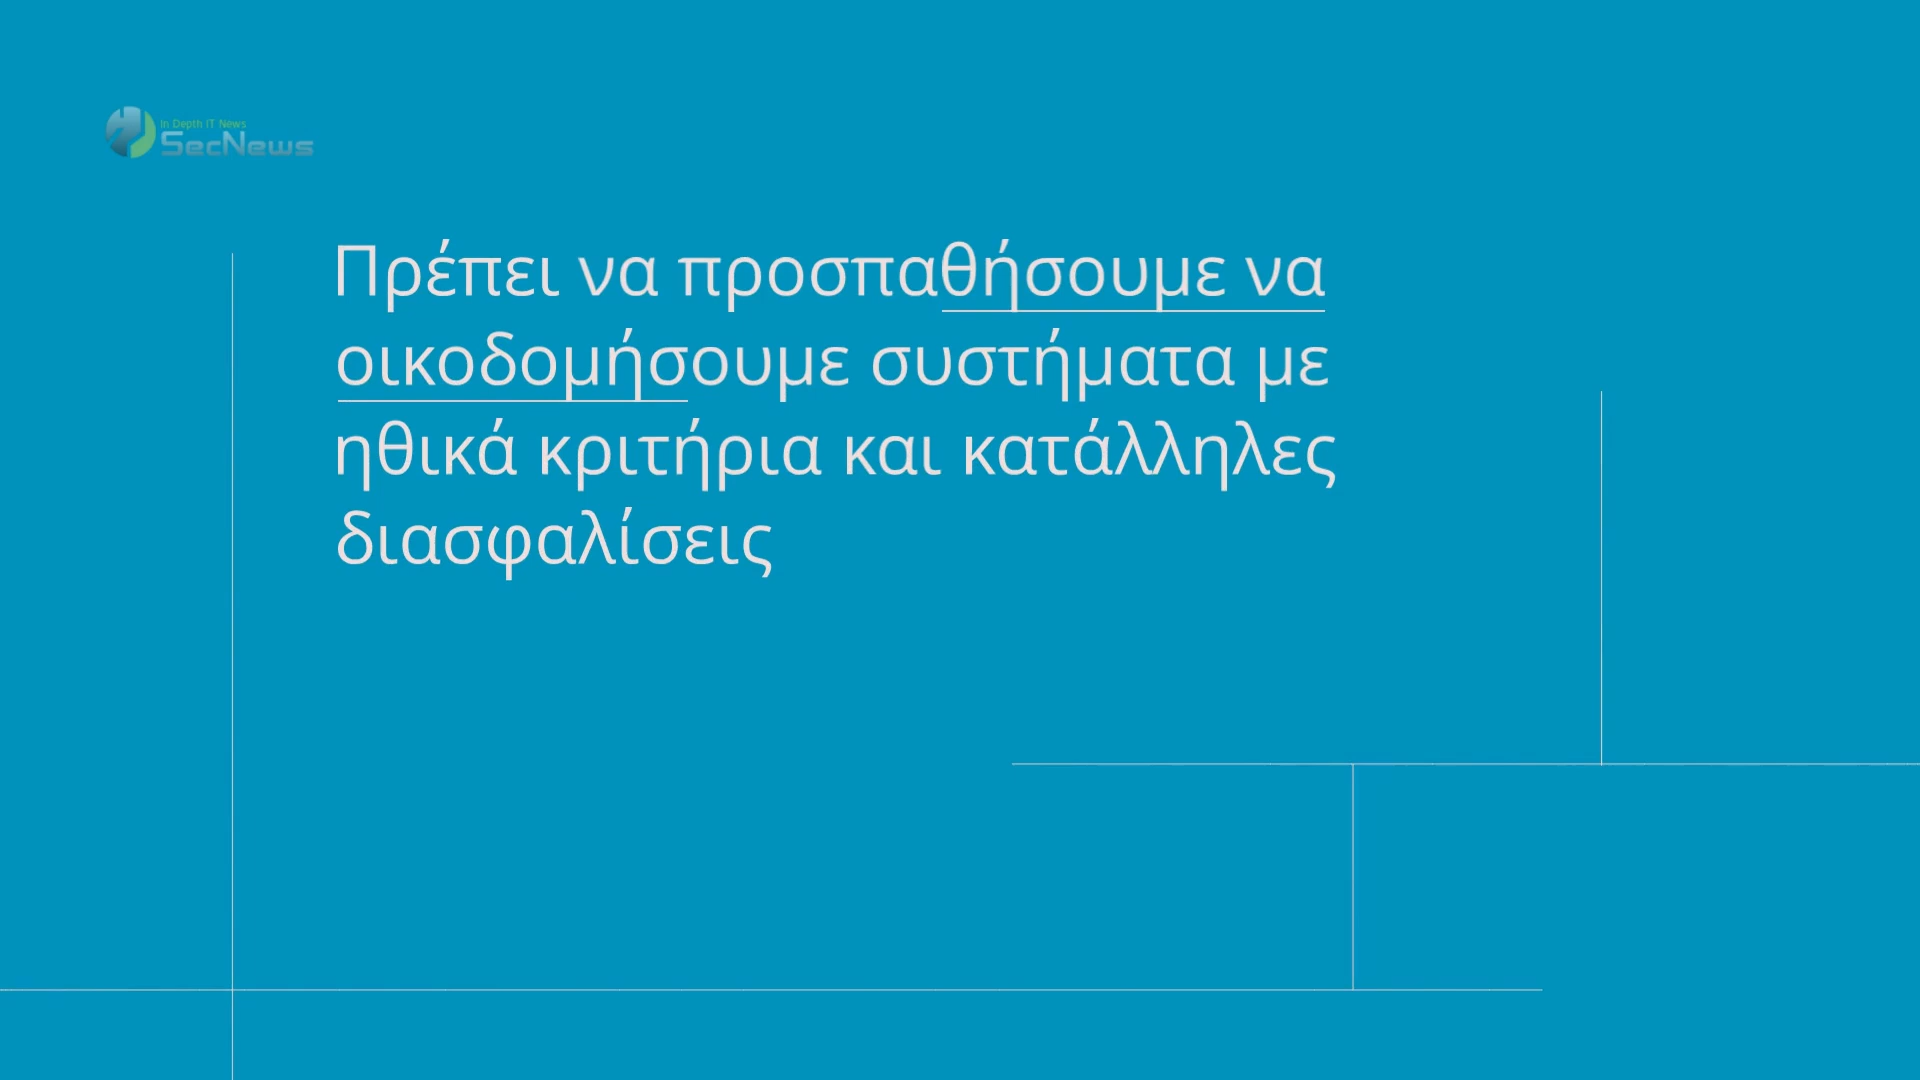 In Depth IT News
SecNews
Πρέπει να προσπαθήσουμε να
οικοδομήσουμε συστήματα με
ηθικά κριτήρια και κατάλληλες
διασφαλίσεις